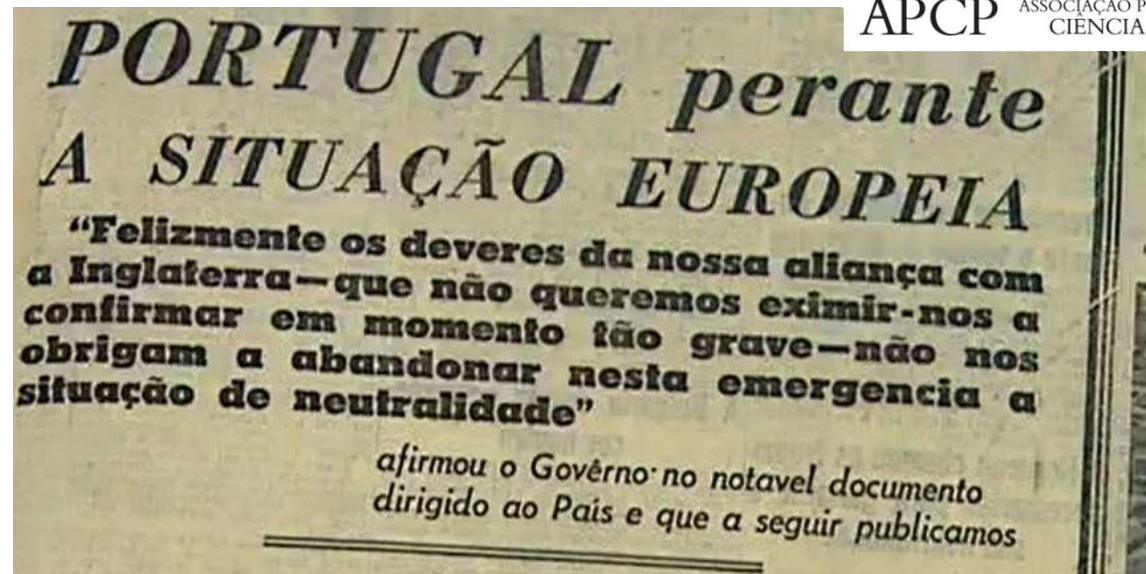 APCP
ASSOCIAÇÃO P
CIÊNCIA
PORTUGAL perante
A SITUAÇÃO EUROPEIA
“Felizmente os deveres da nossa aliança com
a Inglaterra—que não queremos eximir-nos a
confirmar em momento tão grave—não nos
obrigam a abandonar nesta emergencia a
situação de neutralidade”
afirmou o Govêrno no notavel documento
dirigido ao País e que a seguir publicamos